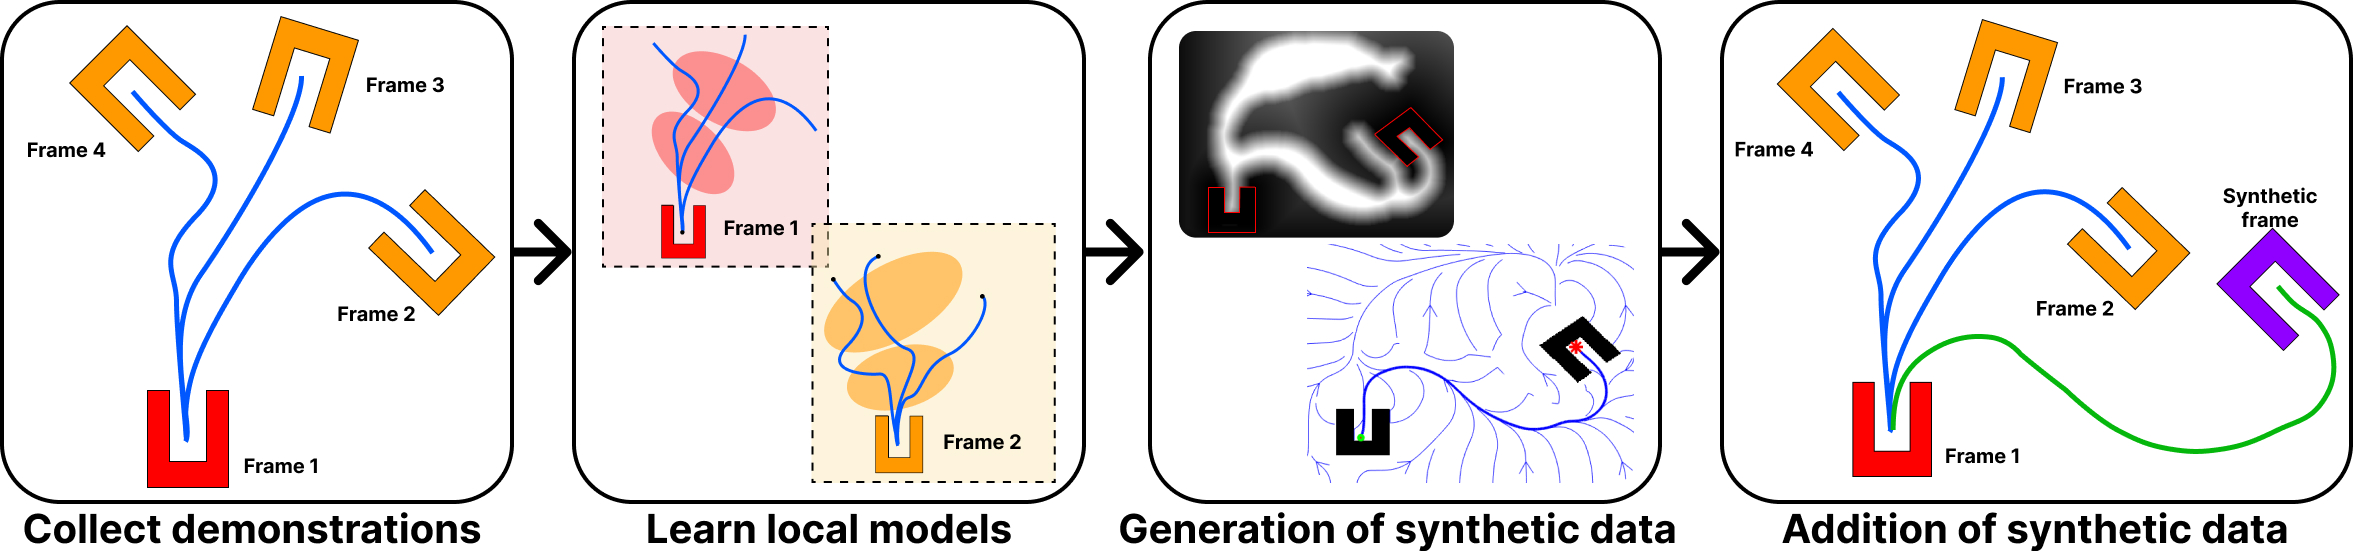 Frame 3
Frame 4
Frame 2
Frame 1
Collect demonstrations
Frame 1
Frame 2
Learn local models
Generation of synthetic data
Frame 3
Frame 4
Synthetic
frame
Frame 2
Frame 1
Addition of synthetic data